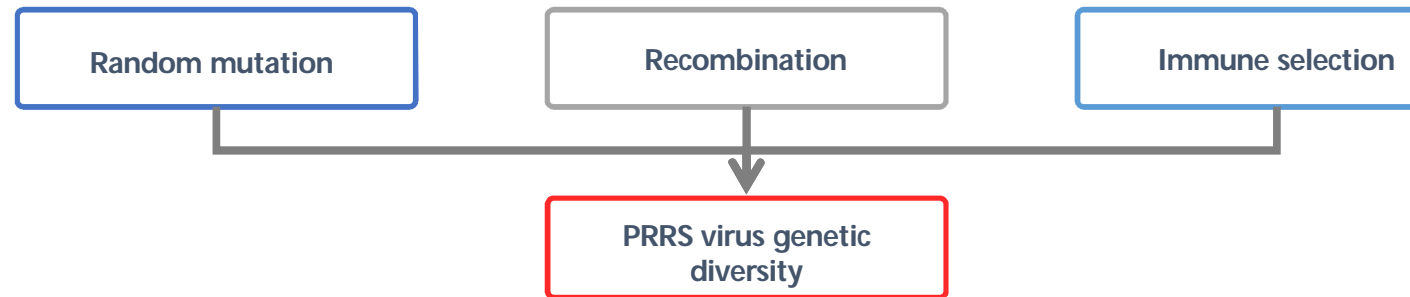 Random mutation
Recombination
Immune selection
PRRS virus genetic
diversity